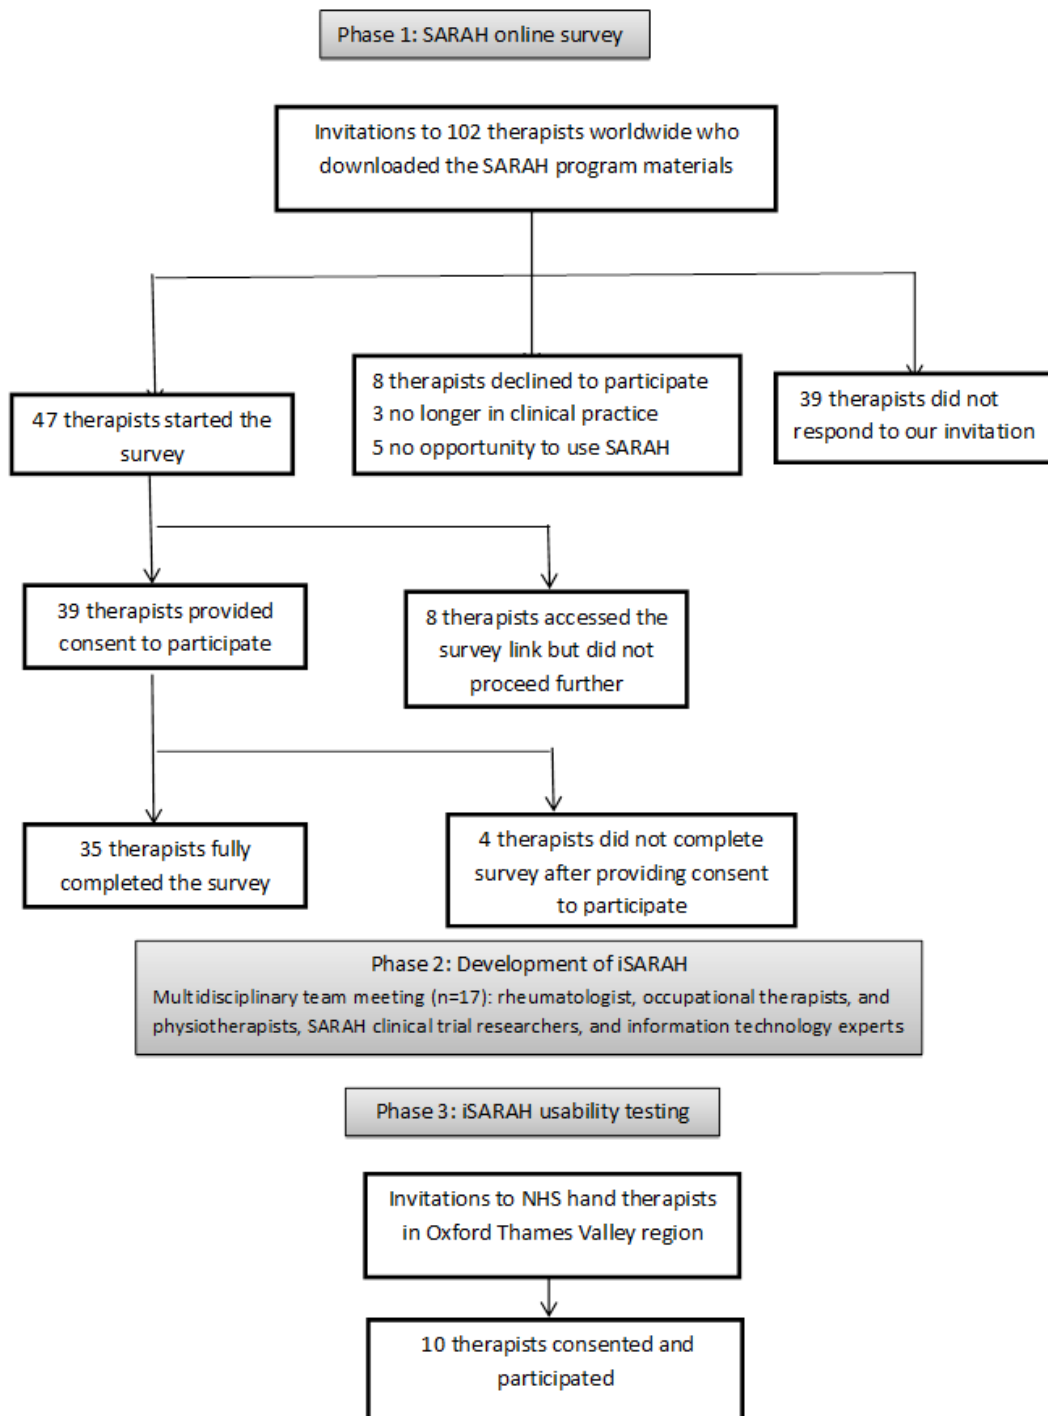 Phase 1: SARAH online survey
Invitations to 102 therapists worldwide who
downloaded the SARAH program materials
47 therapists started the
survey
8 therapists declined to participate
3 no longer in clinical practice
5 no opportunity to use SARAH
39 therapists did not
respond to our invitation
39 therapists provided
consent to participate
8 therapists accessed the
survey link but did not
proceed further
35 therapists fully
completed the survey
4 therapists did not complete
survey after providing consent
to participate
Phase 2: Development of iSARAH
Multidisciplinary team meeting (n=17): rheumatologist, occupational therapists, and
physiotherapists, SARAH clinical trial researchers, and information technology experts
Phase 3: iSARAH usability testing
Invitations to NHS hand therapists
in Oxford Thames Valley region
10 therapists consented and
participated